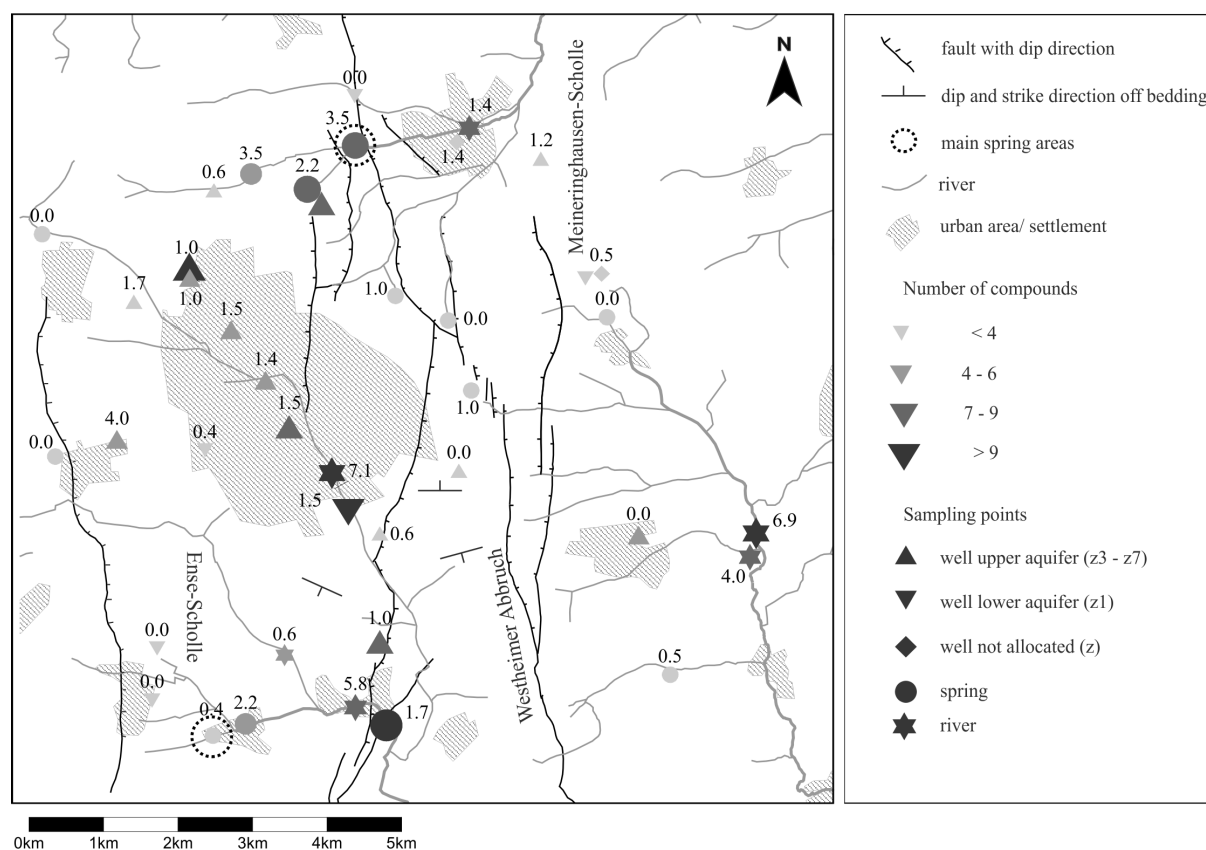 0.0
N
Meineringhausen-Scholle
1.4
3.5
1.4
1.2
0.6
3.5
2.2
0.0
1.0
0.5
1.7
1.0
1.0
0.0
1.5
0.0
1.4
1.5
1.0
4.0
0.4
0.0
0.0
7.1
1.5
0.6
0.0
6.9
4.0
Ense-Scholle
Westheimer Abbruch
0.0
0.6
1.0
0.5
0.0
5.8
0.4
2.2
1.7
0km
1km
2km
3km
4km
5km
fault with dip direction
dip and strike direction off bedding
main spring areas
river
urban area/ settlement
Number of compounds
< 4
4 - 6
7 - 9
> 9
Sampling points
well upper aquifer (z3 - z7)
well lower aquifer (z1)
well not allocated (z)
spring
river